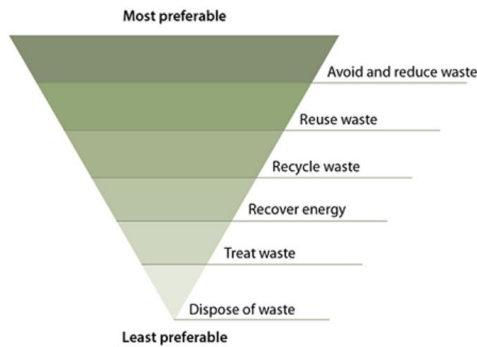 Most preferable
Avoid and reduce waste
Reuse waste
Recycle waste
Recover energy
Treat waste
Dispose of waste
Least preferable